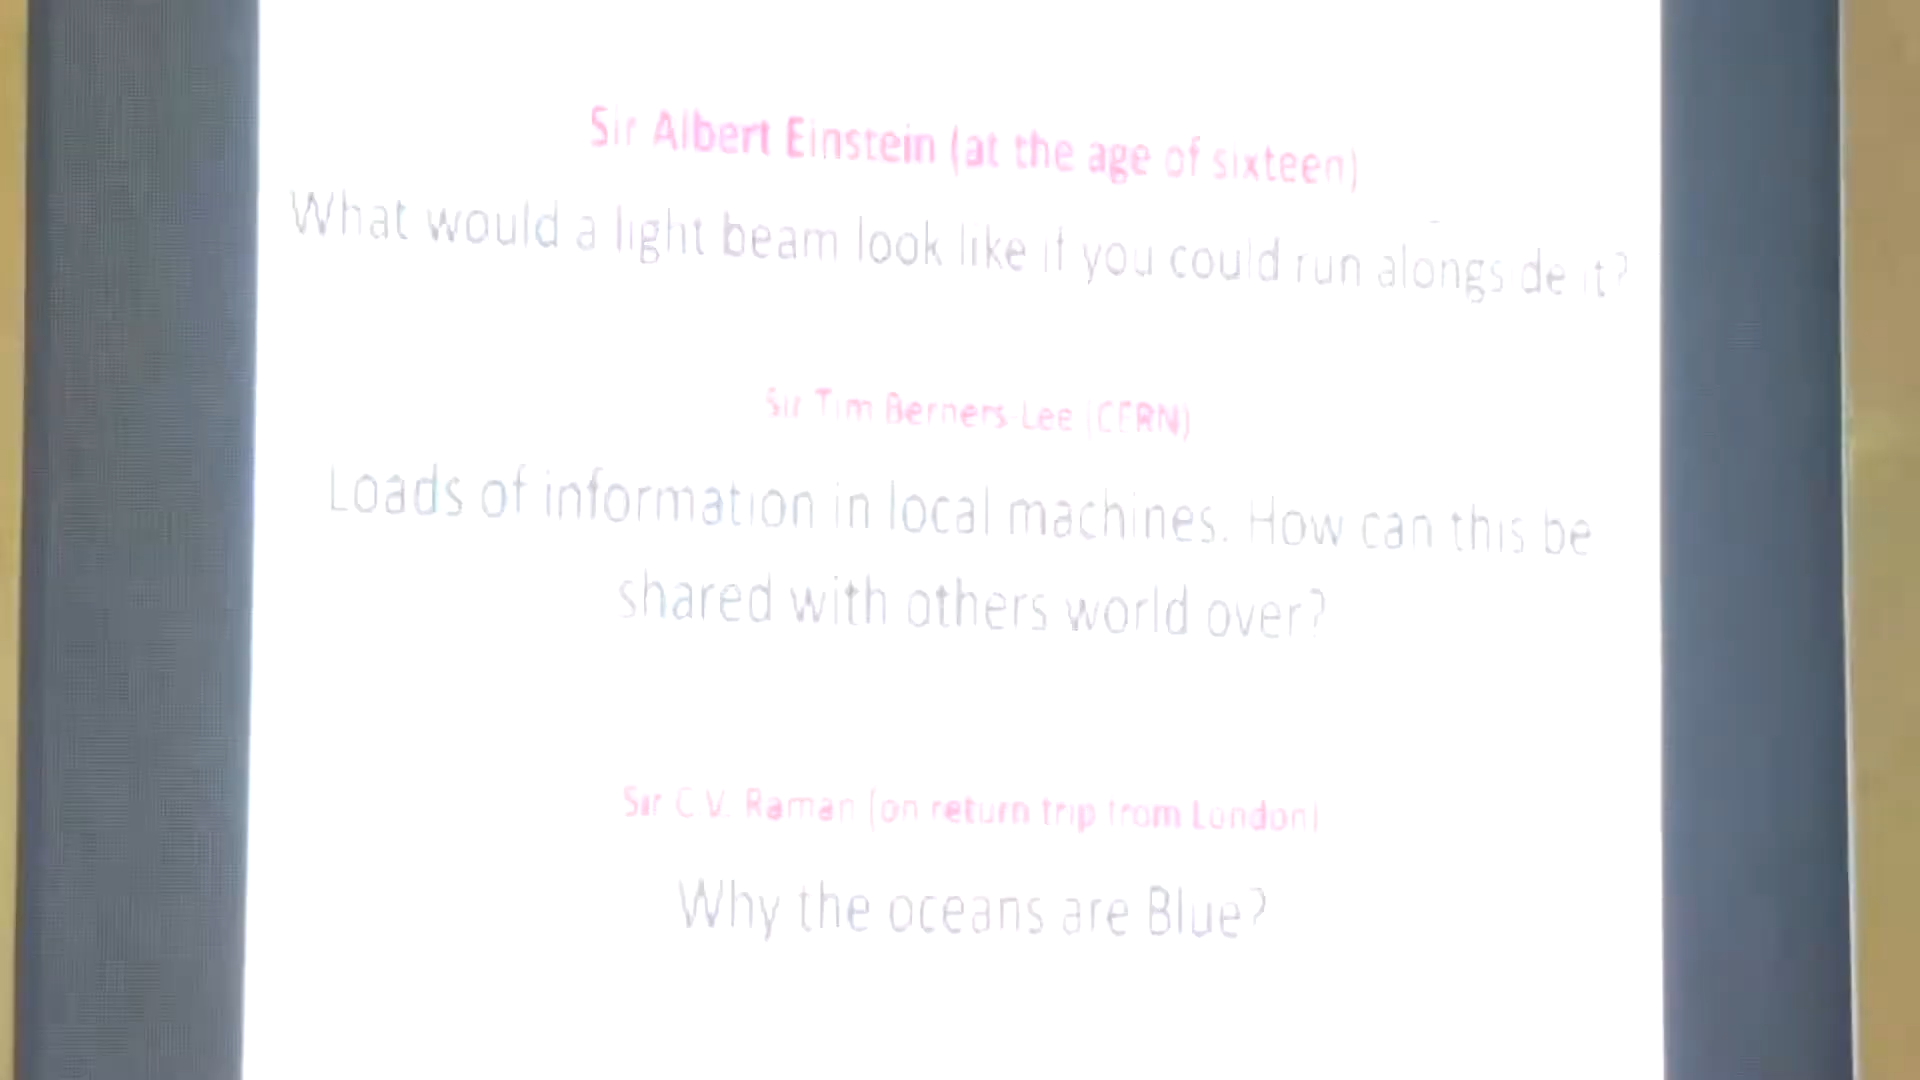 Sir Albert Einstein (at the age of sixteen)
What would a light beam look like if you could run alongside it?
Sir Tim Berners-Lee (CERN)
Loads of information in local machines. How can this be
shared with others world over?
Sir C.V. Raman (on return trip from London)
Why the oceans are Blue?